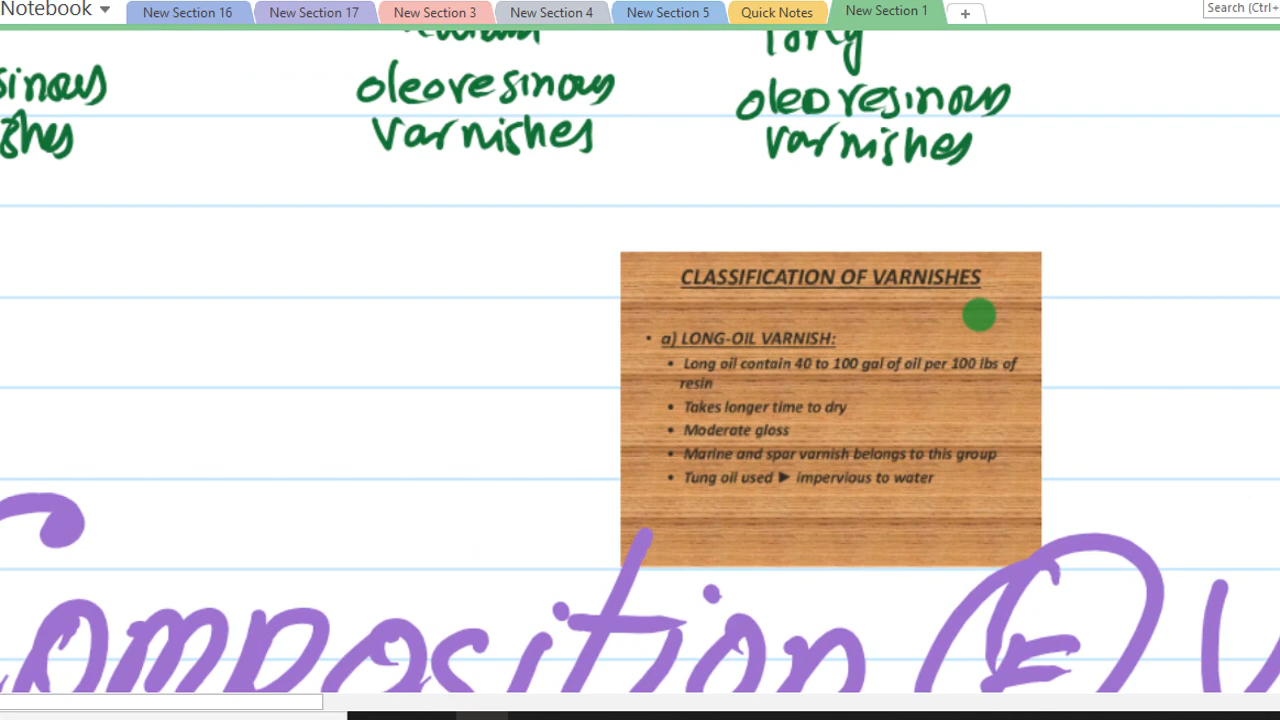 Notebook
New Section 16
New Section 17
New Section 3
New Section 4
New Section 5
Quick Notes
New Section 1
+
Search (Ctrl+
long
oleoresinous
varnishes
oleoresinous
varnishes
CLASSIFICATION OF VARNISHES
• a) LONG-OIL VARNISH:
• Long oil contain 40 to 100 gal of oil per 100 lbs of
resin
• Takes longer time to dry
• Moderate gloss
• Marine and spar varnish belongs to this group
• Tung oil used ► impervious to water
Composition